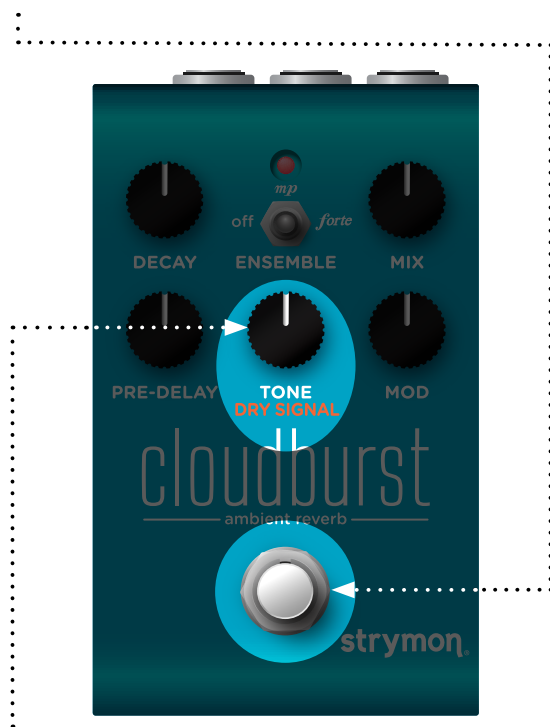 mp
off forte
DECAY ENSEMBLE MIX
PRE-DELAY TONE MOD
DRY SIGNAL
cloudburst
ambient reverb
strymon®